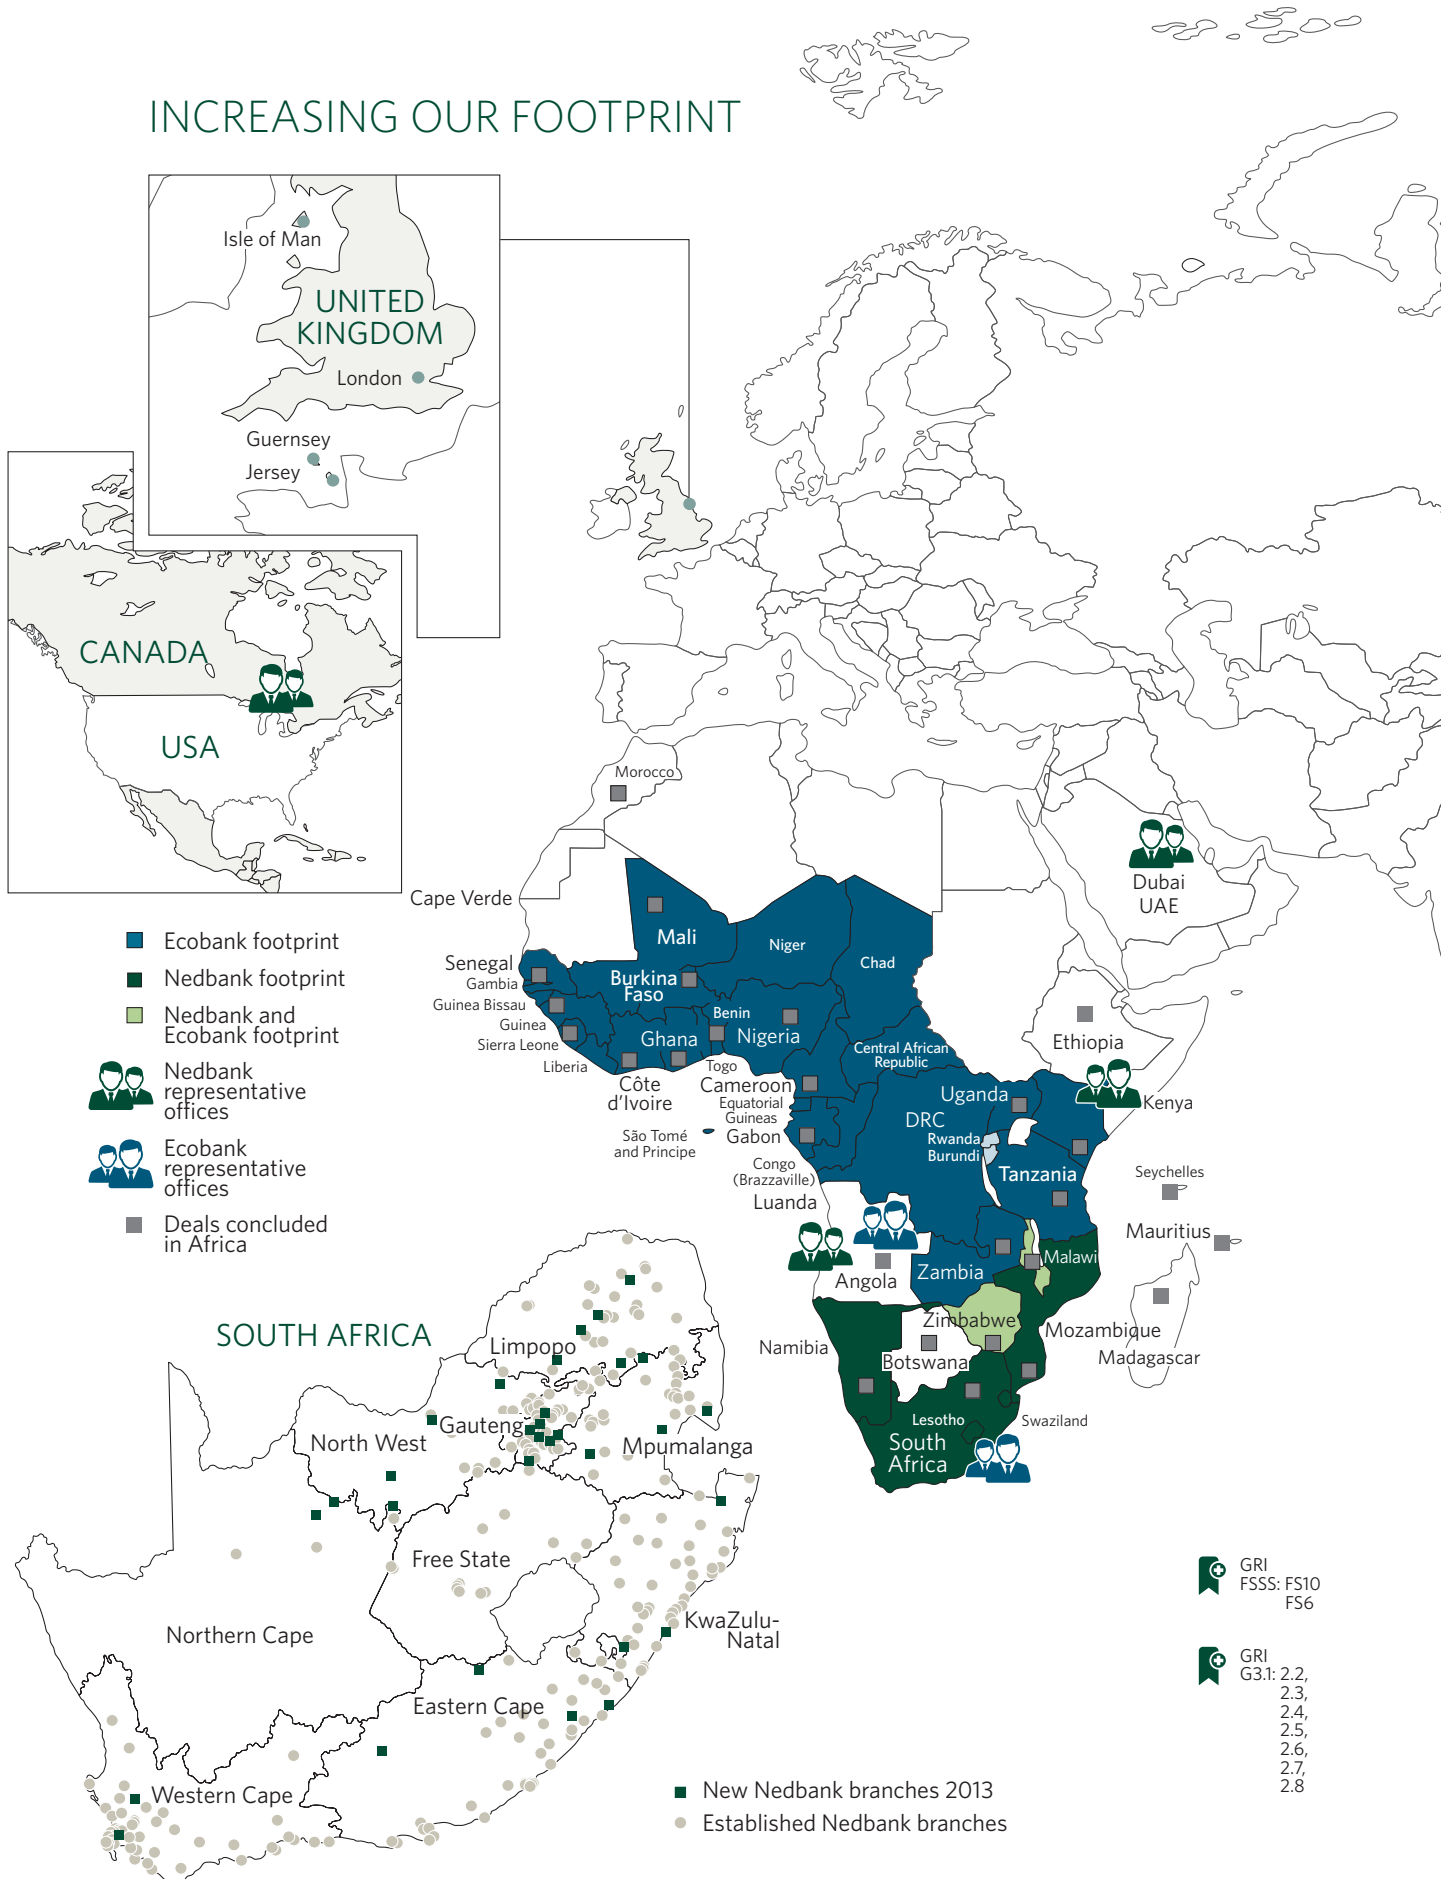 INCREASING OUR FOOTPRINT
Isle of Man
UNITED
KINGDOM
London
Guernsey
Jersey
CANADA
USA
Ecobank footprint
Nedbank footprint
Nedbank and
Ecobank footprint
Nedbank
representative
offices
Ecobank
representative
offices
Deals concluded
in Africa
Morocco
Dubai
UAE
Cape Verde
Mali
Niger
Chad
Senegal
Gambia
Burkina
Faso
Guinea Bissau
Benin
Guinea
Ghana
Nigeria
Sierra Leone
Ethiopia
Central African
Republic
Liberia
Togo
Côte
d'Ivoire
Cameroon
Equatorial
Guineas
Uganda
Kenya
DRC
São Tomé
and Principe
Gabon
Rwanda
Burundi
Congo
(Brazzaville)
Tanzania
Seychelles
Luanda
Mauritius
Malawi
Angola
Zambia
Zimbabwe
Mozambique
Namibia
Botswana
Madagascar
Lesotho
Swaziland
South
Africa
SOUTH AFRICA
Limpopo
Gauteng
North West
Mpumalanga
Free State
Northern Cape
KwaZulu-
Natal
Eastern Cape
Western Cape
New Nedbank branches 2013
Established Nedbank branches
GRI
FSSS: FS10
FS6
GRI
G3.1: 2.2,
2.3,
2.4,
2.5,
2.6,
2.7,
2.8